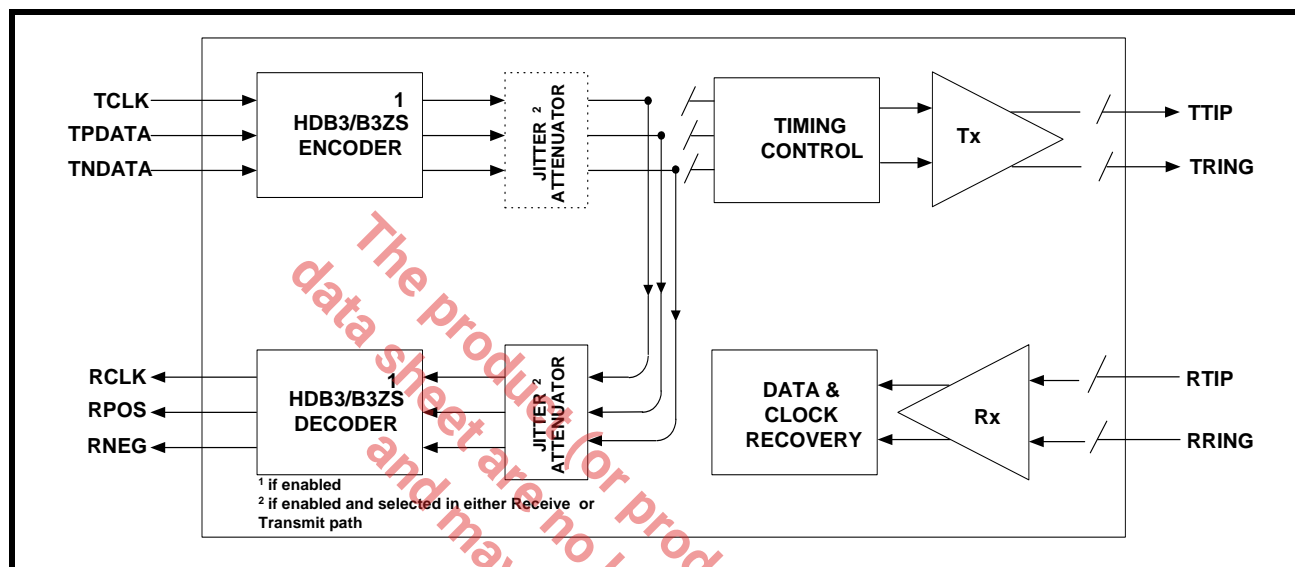 TCLK
TPDATA
TNDATA
1
HDB3/B3ZS
ENCODER
JITTER 2
ATTENUATOR
TIMING
CONTROL
Tx
TTIP
TRING
RCLK
RPOS
RNEG
1
HDB3/B3ZS
DECODER
JITTER 2
ATTENUATOR
DATA &
CLOCK
RECOVERY
Rx
RTIP
RRING
1 if enabled
2 if enabled and selected in either Receive or
Transmit path
The product (or
data sheet are no
and